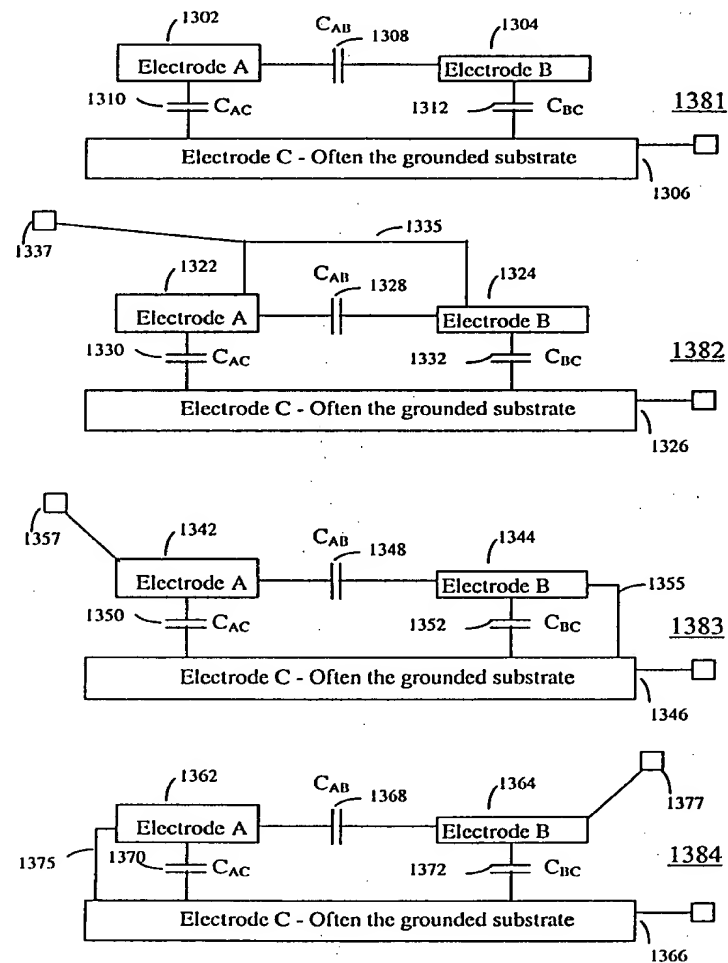 1302
C_AB
1308
1304
Electrode A
Electrode B
1310
C_AC
1312
C_BC
1381
Electrode C - Often the grounded substrate
1306
1335
1337
1322
C_AB
1328
1324
Electrode A
Electrode B
1330
C_AC
1332
C_BC
1382
Electrode C - Often the grounded substrate
1326
1357
1342
C_AB
1348
1344
Electrode A
Electrode B
1355
1350
C_AC
1352
C_BC
1383
Electrode C - Often the grounded substrate
1346
1362
C_AB
1368
1364
1377
Electrode A
Electrode B
1375
1370
C_AC
1372
C_BC
1384
Electrode C - Often the grounded substrate
1366